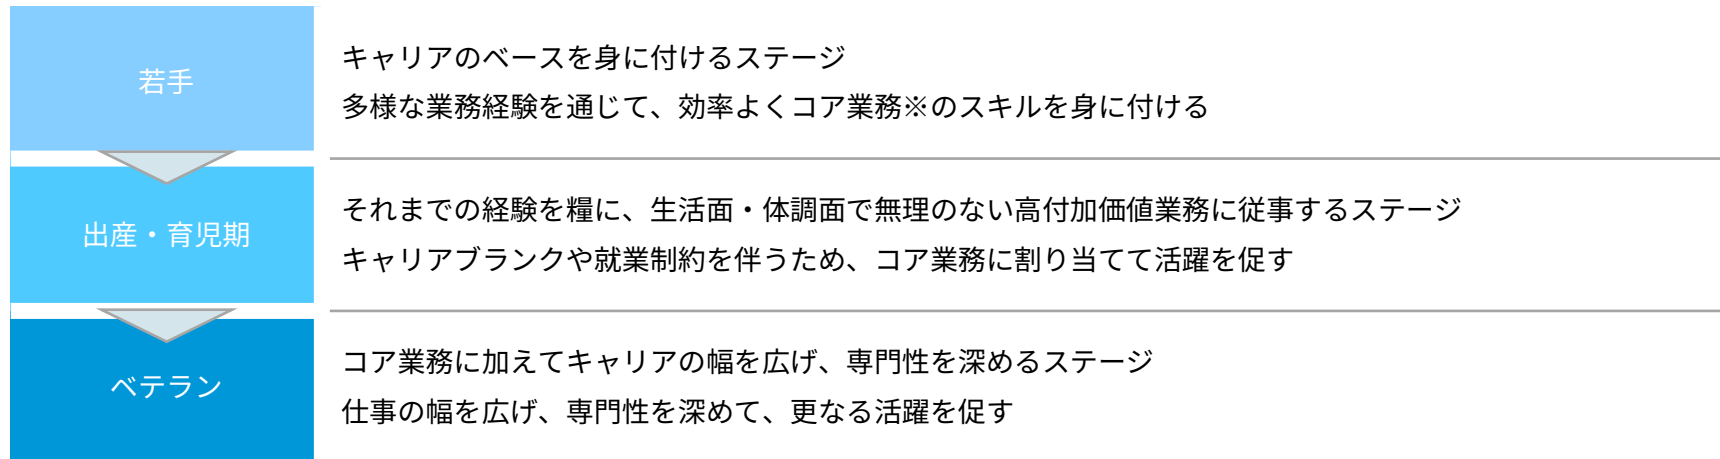 若手
キャリアのベースを身に付けるステージ
多様な業務経験を通じて、効率よくコア業務※のスキルを身に付ける
出産・育児期
それまでの経験を糧に、生活面・体調面で無理のない高付加価値業務に従事するステージ
キャリアブランクや就業制約を伴うため、コア業務に割り当てて活躍を促す
ベテラン
コア業務に加えてキャリアの幅を広げ、専門性を深めるステージ
仕事の幅を広げ、専門性を深めて、更なる活躍を促す